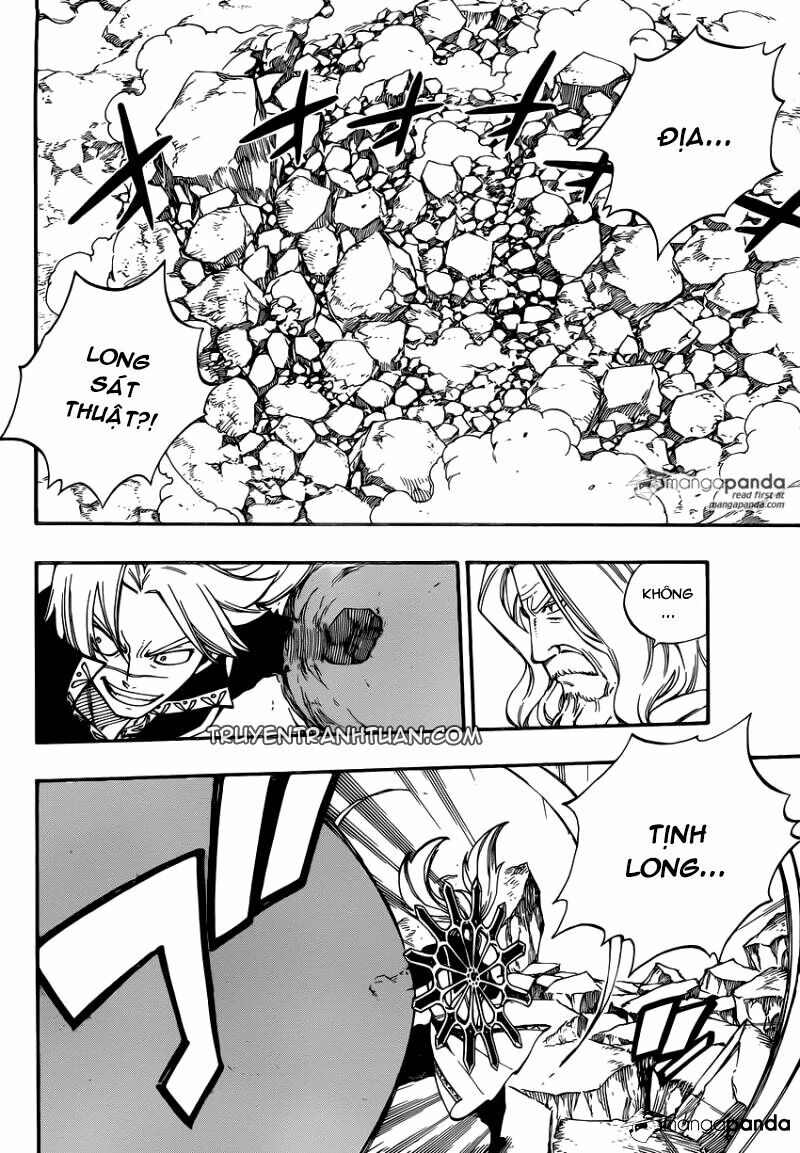 ĐỊA...
LONG
SÁT
THUẬT?!
mangapanda
read first at
mangapanda.com
KHÔNG
...
TRUYENTRANHTUAN.COM
TỊNH
LONG...
mangapanda